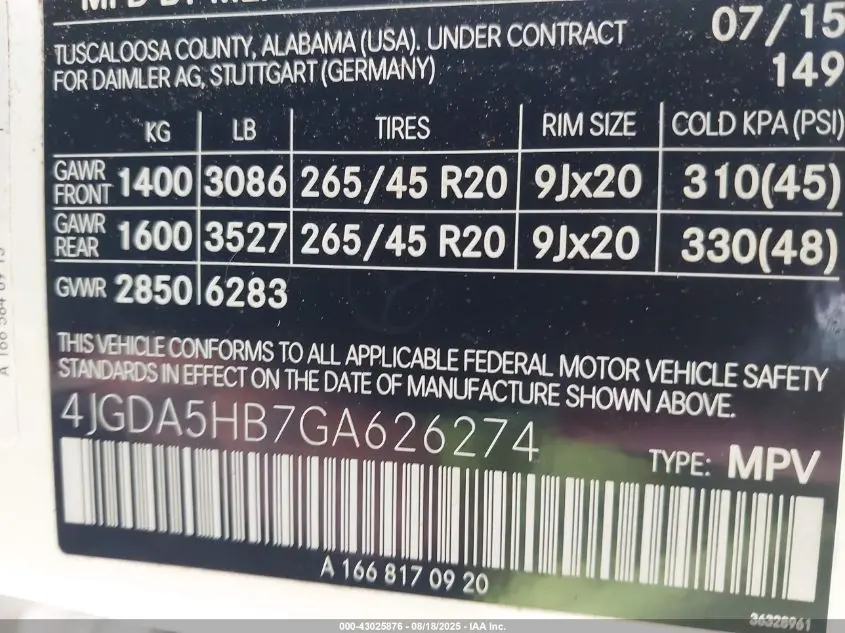 TUSCALOOSA COUNTY, ALABAMA (USA). UNDER CONTRACT
FOR DAIMLER AG, STUTTGART (GERMANY)
07/15
149
KG LB TIRES RIM SIZE COLD KPA (PSI)
GAWR FRONT 1400 3086 265/45 R20 9Jx20 310(45)
GAWR REAR 1600 3527 265/45 R20 9Jx20 330(48)
GVWR 2850 6283
THIS VEHICLE CONFORMS TO ALL APPLICABLE FEDERAL MOTOR VEHICLE SAFETY
STANDARDS IN EFFECT ON THE DATE OF MANUFACTURE SHOWN ABOVE.
4JGDA5HB7GA626274
TYPE: MPV
A 166 817 09 20
36328961
000-43025876 - 08/18/2025 - IAA Inc.